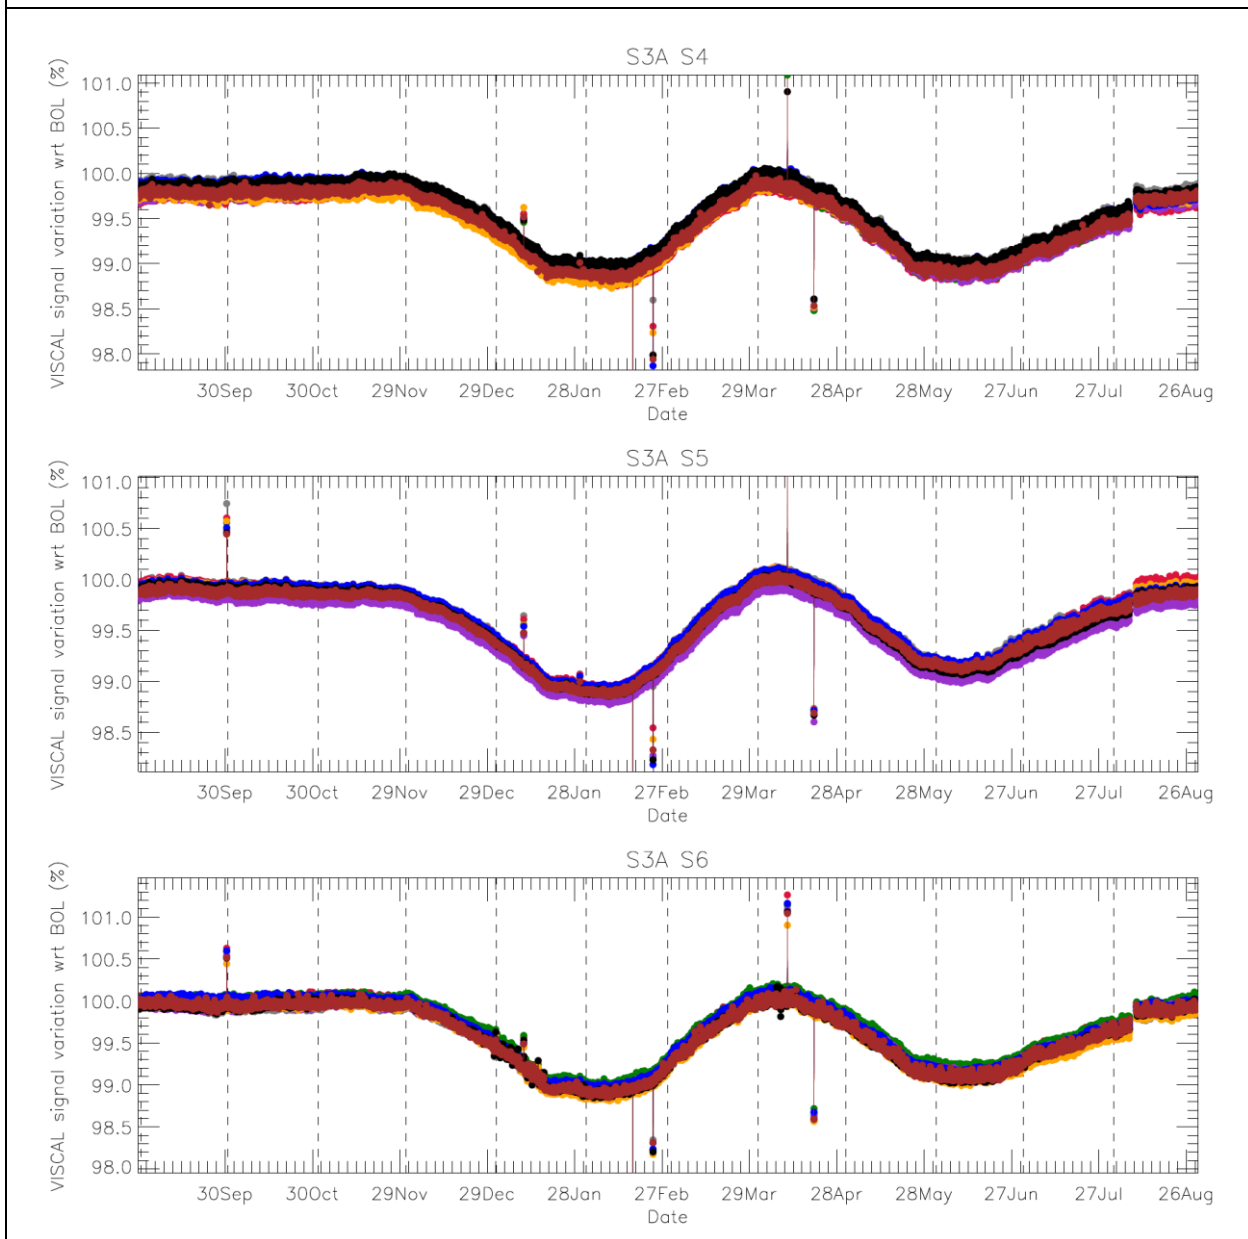 S3A S4
VISCAL signal variation wrt BOL (%)
101.0
100.5
100.0
99.5
99.0
98.5
98.0
30Sep 30Oct 29Nov 29Dec 28Jan 27Feb 29Mar 28Apr 28May 27Jun 27Jul 26Aug
Date
S3A S5
VISCAL signal variation wrt BOL (%)
101.0
100.5
100.0
99.5
99.0
98.5
30Sep 30Oct 29Nov 29Dec 28Jan 27Feb 29Mar 28Apr 28May 27Jun 27Jul 26Aug
Date
S3A S6
VISCAL signal variation wrt BOL (%)
101.0
100.5
100.0
99.5
99.0
98.5
98.0
30Sep 30Oct 29Nov 29Dec 28Jan 27Feb 29Mar 28Apr 28May 27Jun 27Jul 26Aug
Date